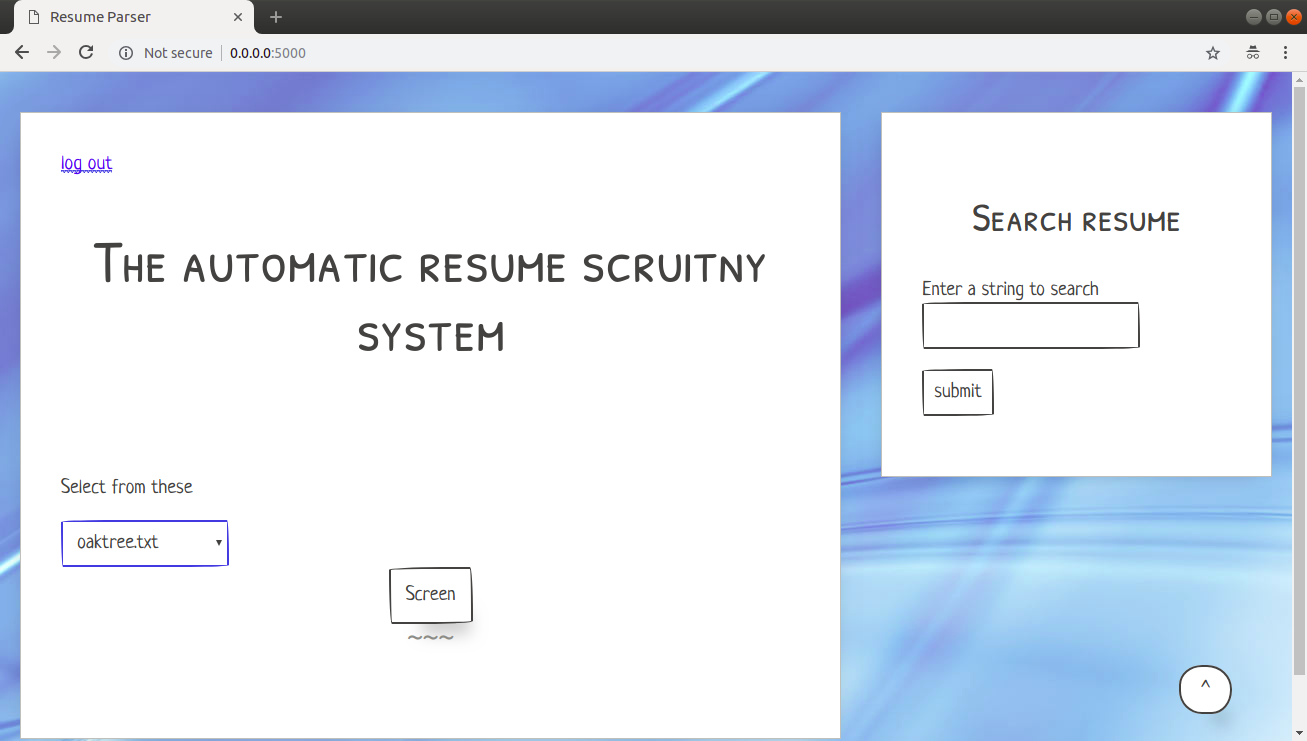 Resume Parser
Not secure 0.0.0.0:5000
log out
The automatic resume scruitny
system
Select from these
oaktree.txt
Screen
~~~
Search resume
Enter a string to search
submit
^